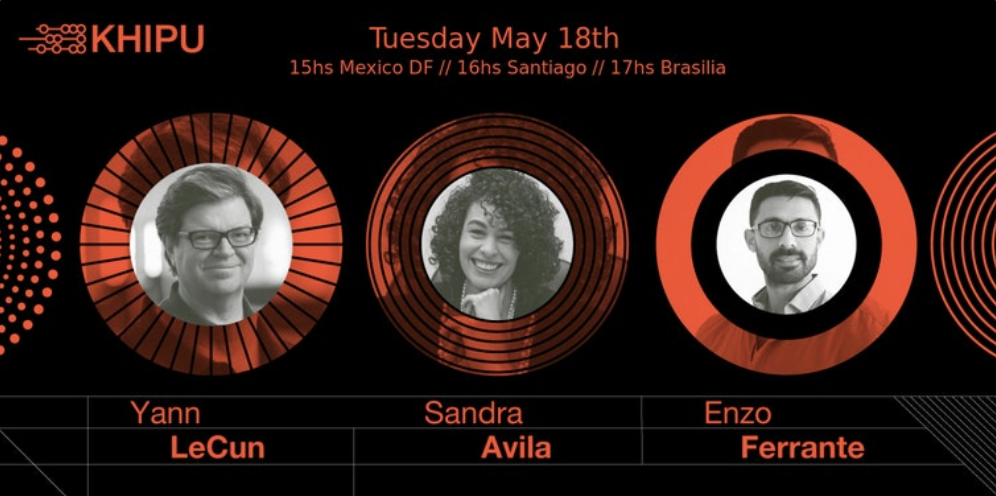 KHIPU
Tuesday May 18th
15hs Mexico DF // 16hs Santiago // 17hs Brasilia
Yann
LeCun
Sandra
Avila
Enzo
Ferrante